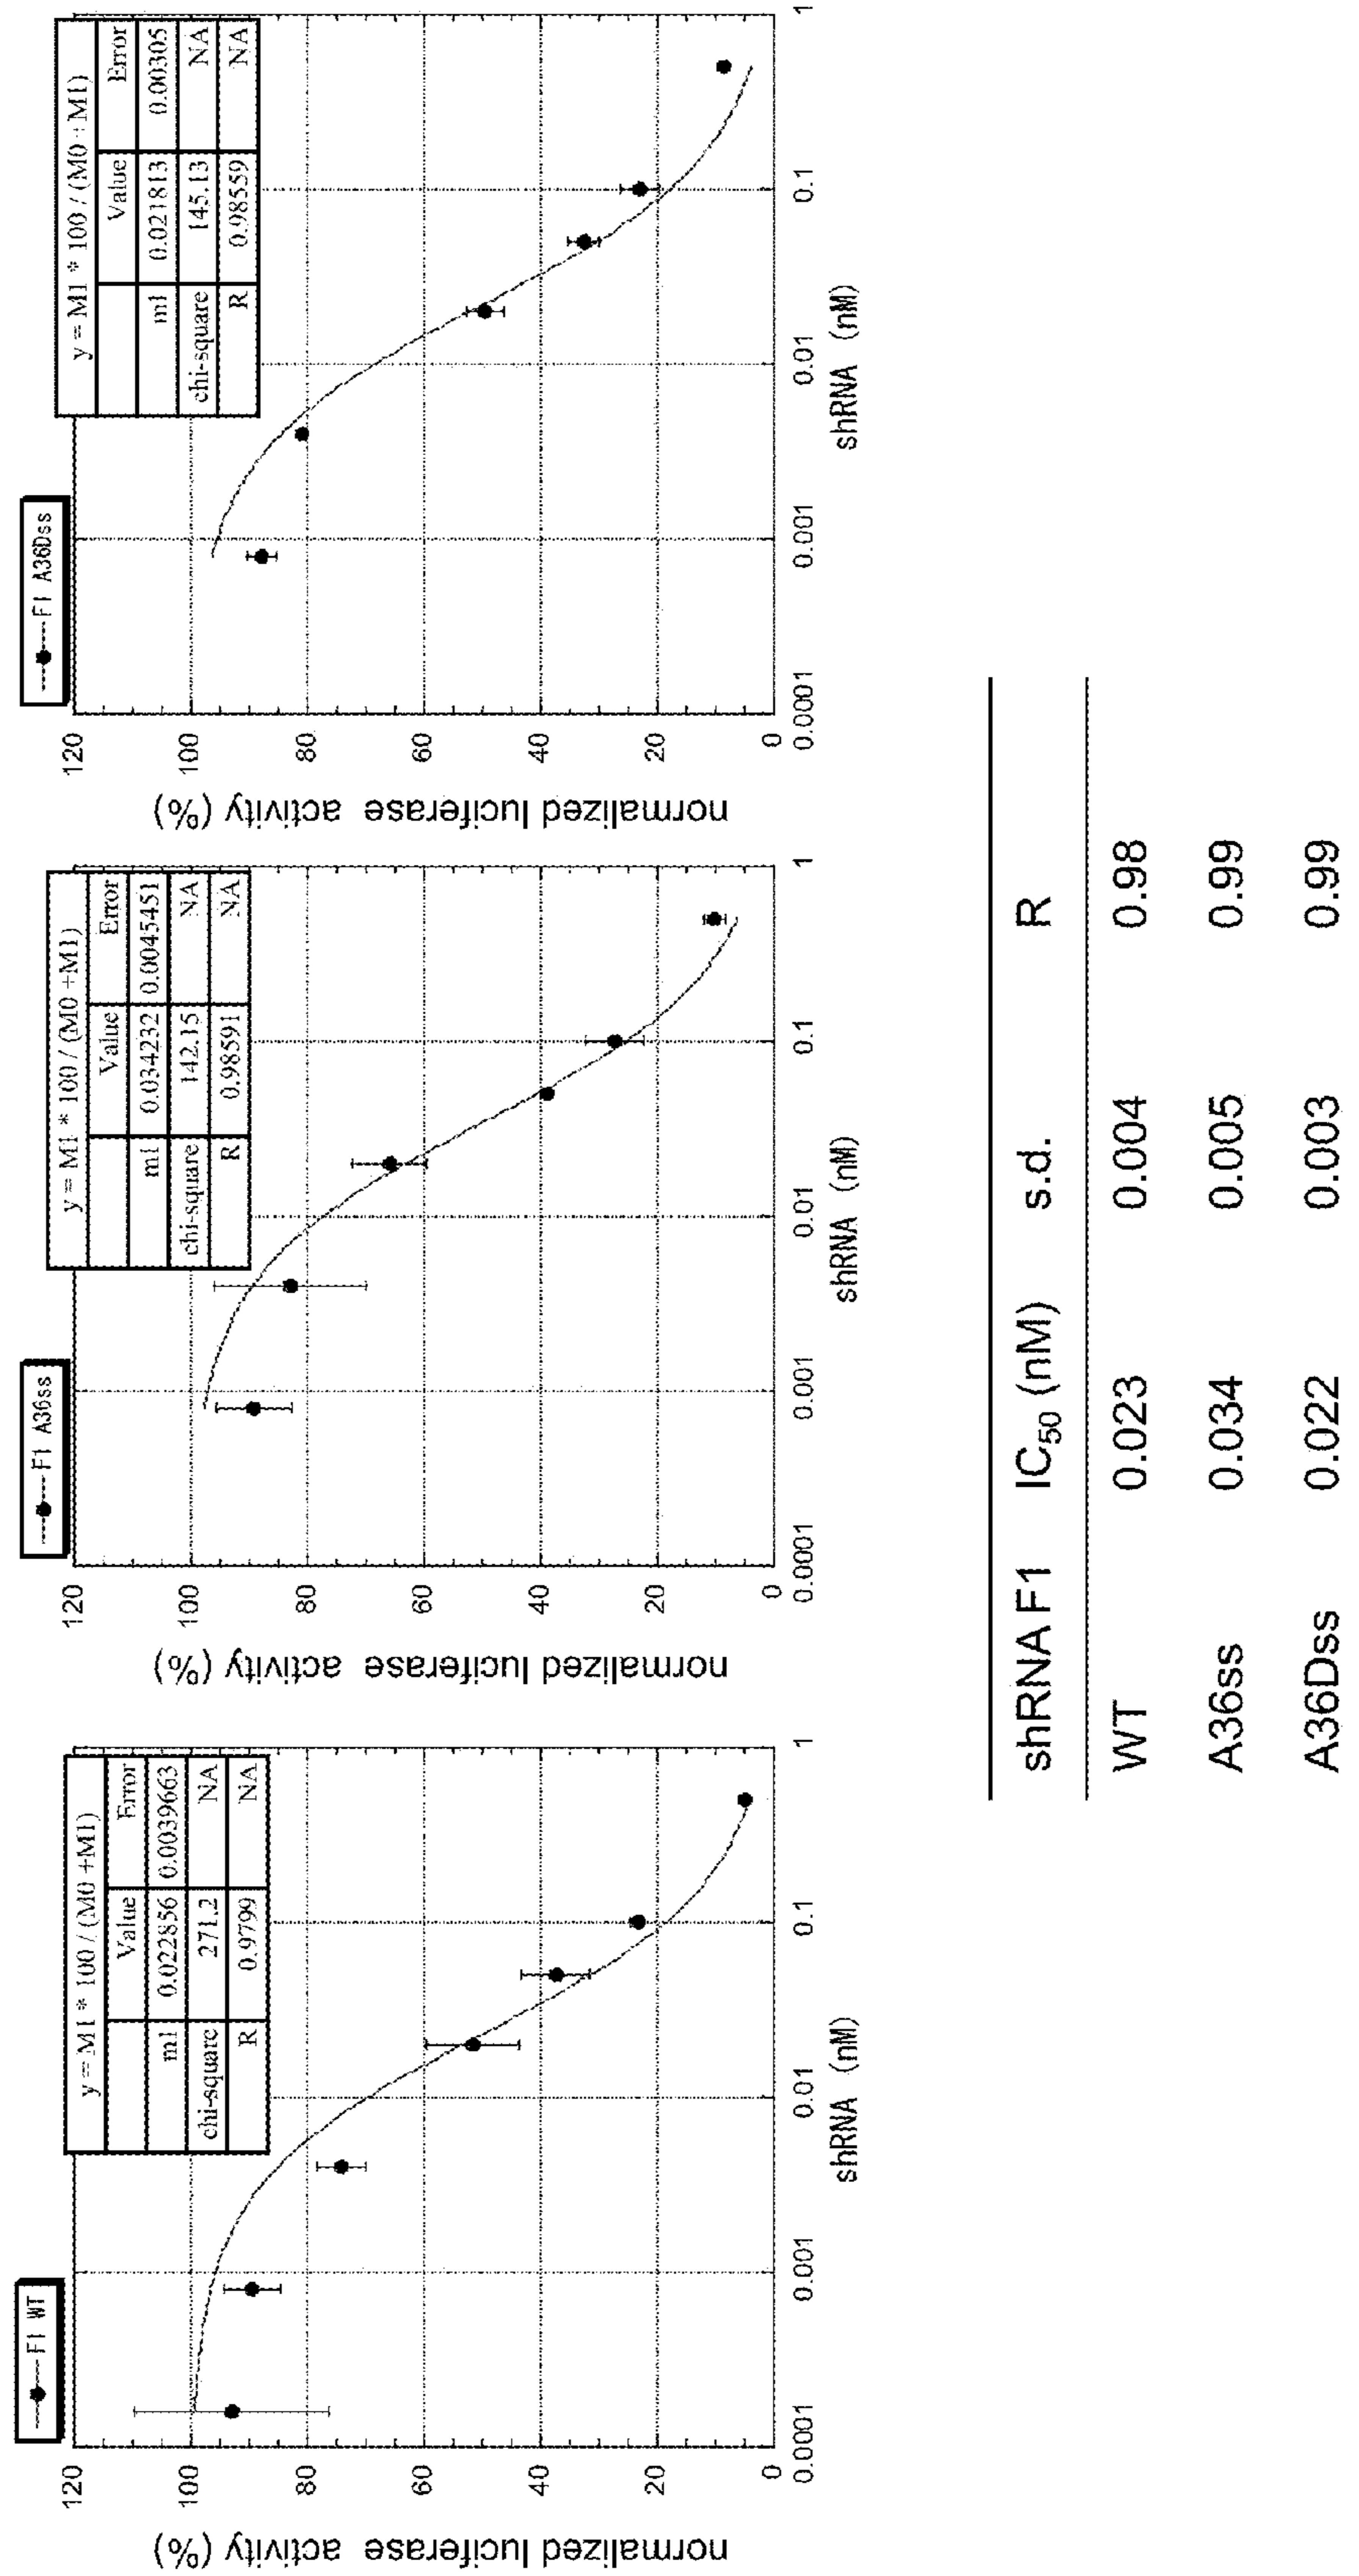 F1 WT
y = M1 * 100 / (M0 + M1)
Value Error
m1 0.022856 0.0039663
chi-square 271.2 NA
R 0.9799 NA
normalized luciferase activity (%)
120
100
80
60
40
20
0
0.0001 0.001 0.01 0.1 1
shRNA (nM)
F1 A36ss
y = M1 * 100 / (M0 + M1)
Value Error
m1 0.034232 0.0045451
chi-square 142.15 NA
R 0.98591 NA
normalized luciferase activity (%)
120
100
80
60
40
20
0
0.0001 0.001 0.01 0.1 1
shRNA (nM)
F1 A36Dss
y = M1 * 100 / (M0 + M1)
Value Error
m1 0.021813 0.00305
chi-square 145.13 NA
R 0.98559 NA
normalized luciferase activity (%)
120
100
80
60
40
20
0
0.0001 0.001 0.01 0.1 1
shRNA (nM)
shRNA F1 IC50 (nM) s.d. R
WT 0.023 0.004 0.98
A36ss 0.034 0.005 0.99
A36Dss 0.022 0.003 0.99